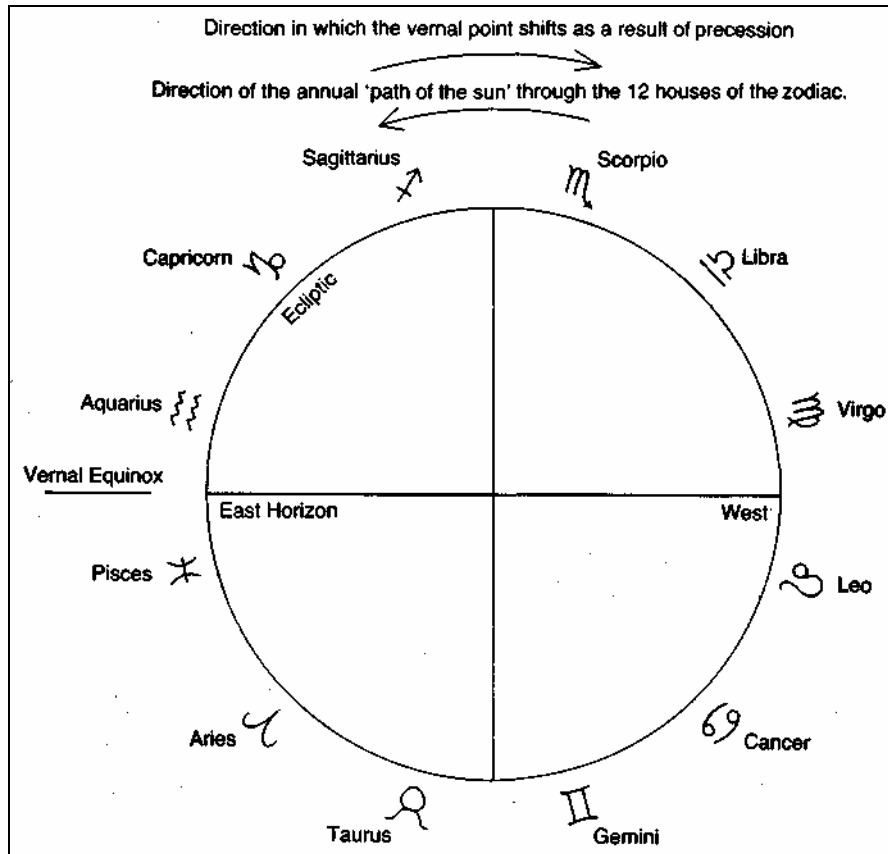 Direction in which the vernal point shifts as a result of precession
Direction of the annual 'path of the sun' through the 12 houses of the zodiac.
Sagittarius
Scorpio
Capricorn
Libra
Ecliptic
Aquarius
Virgo
Vernal Equinox
East Horizon
West
Pisces
Leo
Aries
Cancer
Taurus
Gemini